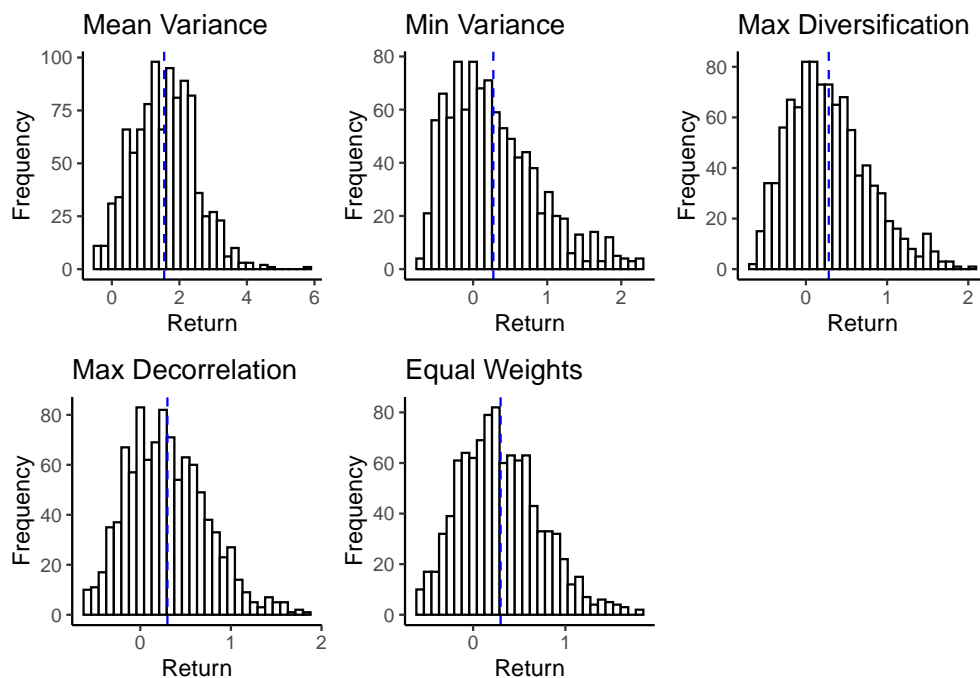 Mean Variance
100
75
50
25
0
Frequency
0 2 4 6
Return
Min Variance
80
60
40
20
0
Frequency
0 1 2
Return
Max Diversification
80
60
40
20
0
Frequency
0 1 2
Return
Max Decorrelation
80
60
40
20
0
Frequency
0 1 2
Return
Equal Weights
80
60
40
20
0
Frequency
0 1
Return